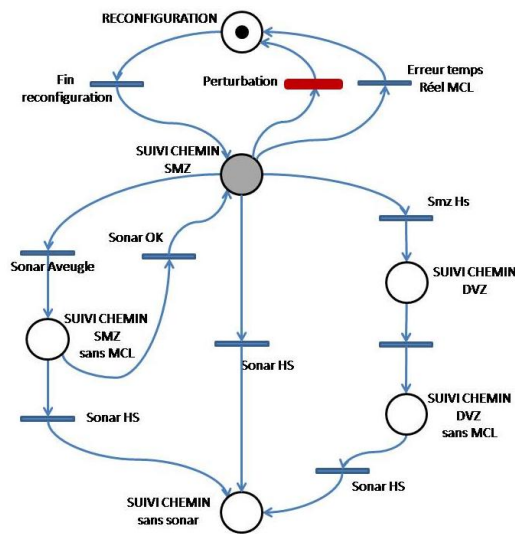 RECONFIGURATION
Fin
reconfiguration
Perturbation
Erreur temps
Réel MCL
SUIVI CHEMIN
SMZ
Smz Hs
Sonar OK
Sonar Aveugle
SUIVI CHEMIN
DVZ
SUIVI CHEMIN
SMZ
sans MCL
Sonar HS
SUIVI CHEMIN
DVZ
sans MCL
Sonar HS
Sonar HS
SUIVI CHEMIN
sans sonar